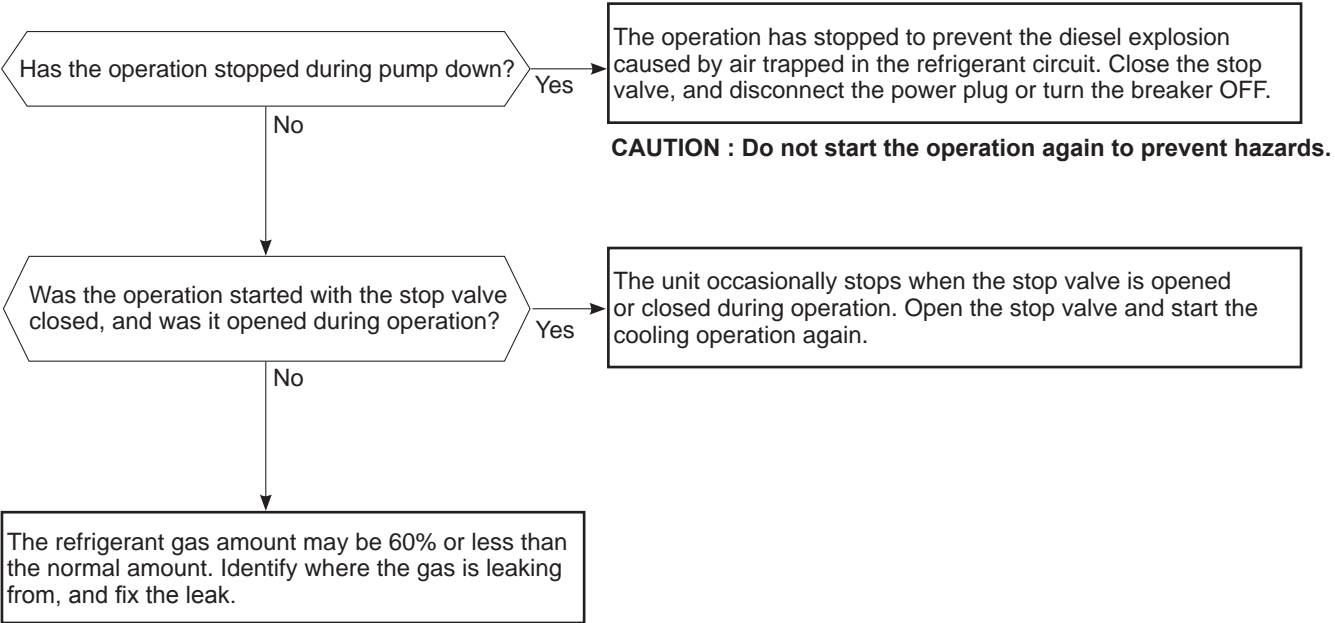 Has the operation stopped during pump down?
Yes
The operation has stopped to prevent the diesel explosion
caused by air trapped in the refrigerant circuit. Close the stop
valve, and disconnect the power plug or turn the breaker OFF.
CAUTION : Do not start the operation again to prevent hazards.
No
Was the operation started with the stop valve
closed, and was it opened during operation?
Yes
The unit occasionally stops when the stop valve is opened
or closed during operation. Open the stop valve and start the
cooling operation again.
No
The refrigerant gas amount may be 60% or less than
the normal amount. Identify where the gas is leaking
from, and fix the leak.